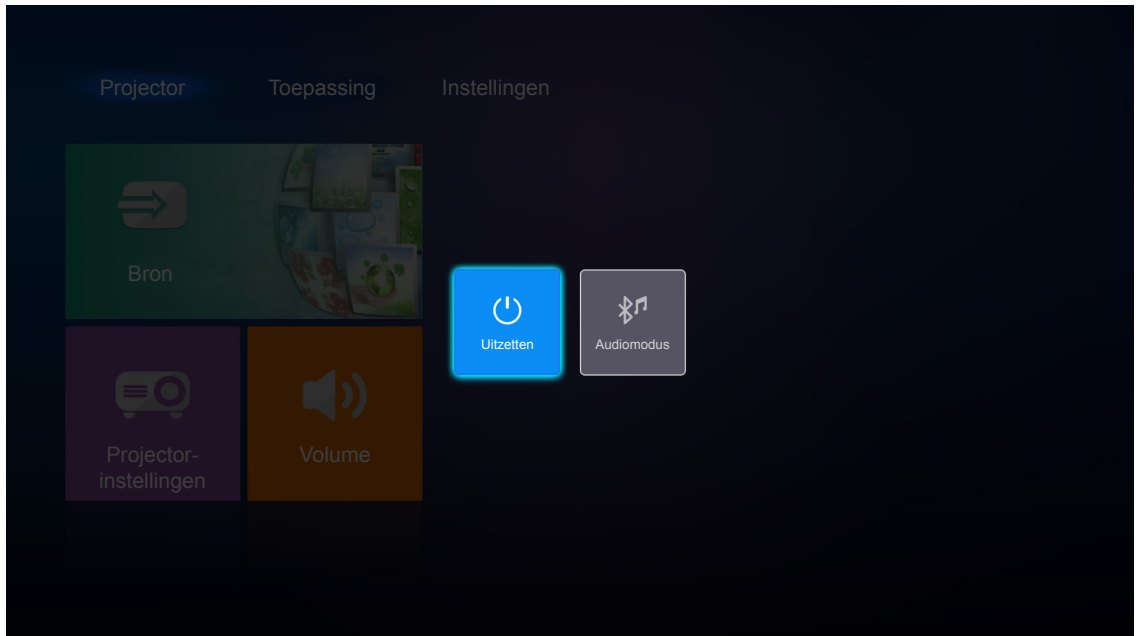 Projector
Toepassing
Instellingen
Bron
Uitzetten
Audiomodus
Projector-
instellingen
Volume